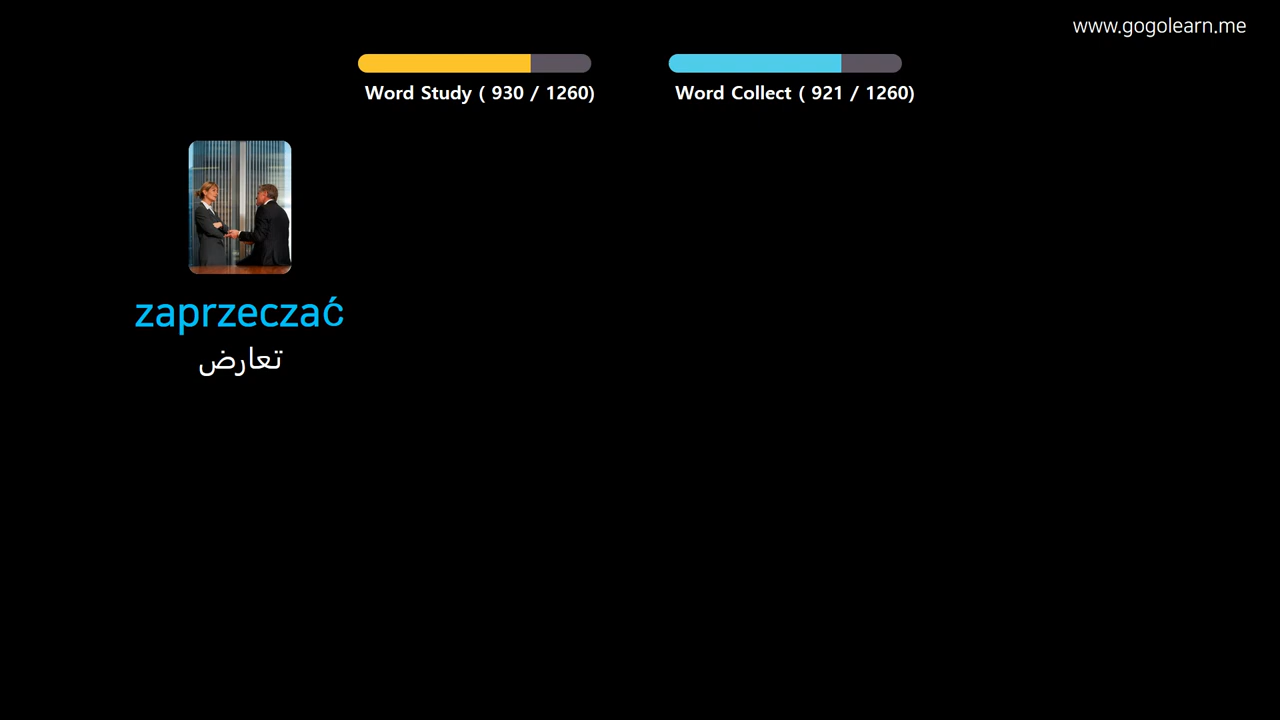 www.gogolearn.me
Word Study ( 930 / 1260)
Word Collect ( 921 / 1260)
zaprzeczać
تعارض